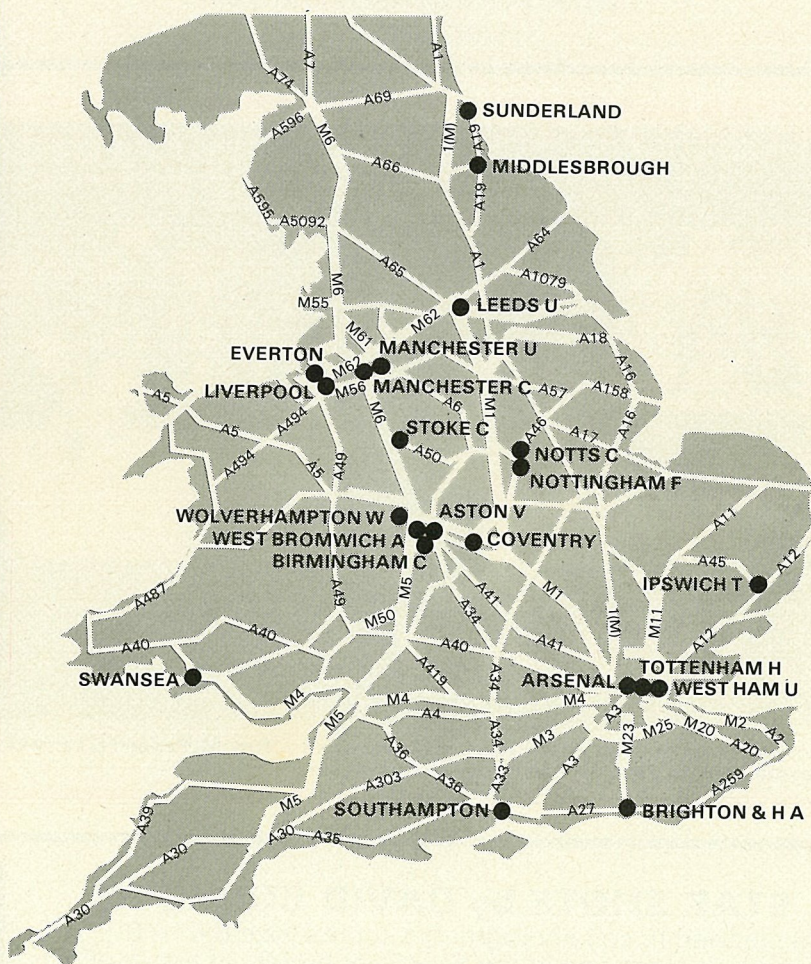 A1
A7
A74
A69
SUNDERLAND
A596
M6
1(M)
A19
A66
MIDDLESBROUGH
A595
A19
A5092
A64
A65
A1
A1079
M6
M55
LEEDS U
M62
M61
A18
EVERTON
MANCHESTER U
M62
A16
LIVERPOOL
M56
MANCHESTER C
A57
A158
A5
M6
A6
M1
A16
A494
STOKE C
A46
A17
A5
A50
NOTTS C
A494
A5
A49
NOTTINGHAM F
WOLVERHAMPTON W
ASTON V
A11
WEST BROMWICH A
COVENTRY
BIRMINGHAM C
A45
A12
IPSWICH T
A487
A49
M5
A41
M1
A34
M50
1(M)
M11
A40
A40
A40
A41
A12
SWANSEA
A419
A34
TOTTENHAM H
ARSENAL
WEST HAM U
M4
M4
M4
M5
A4
A3
M2
A34
M25
M20
A2
A36
M3
M23
A20
A303
A36
A33
A3
A259
M5
SOUTHAMPTON
A27
BRIGHTON & H A
A39
A30
A35
A30
A30